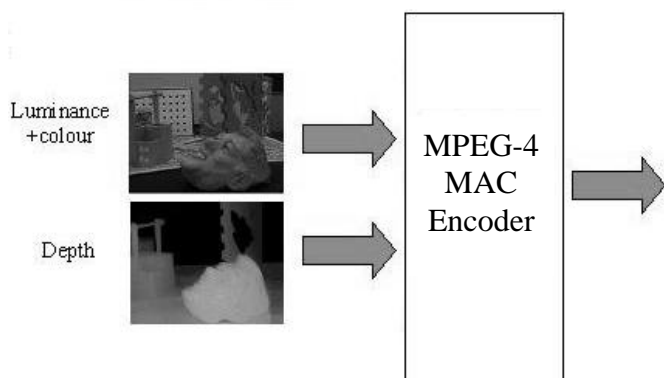 Luminance
+colour
Depth
MPEG-4
MAC
Encoder